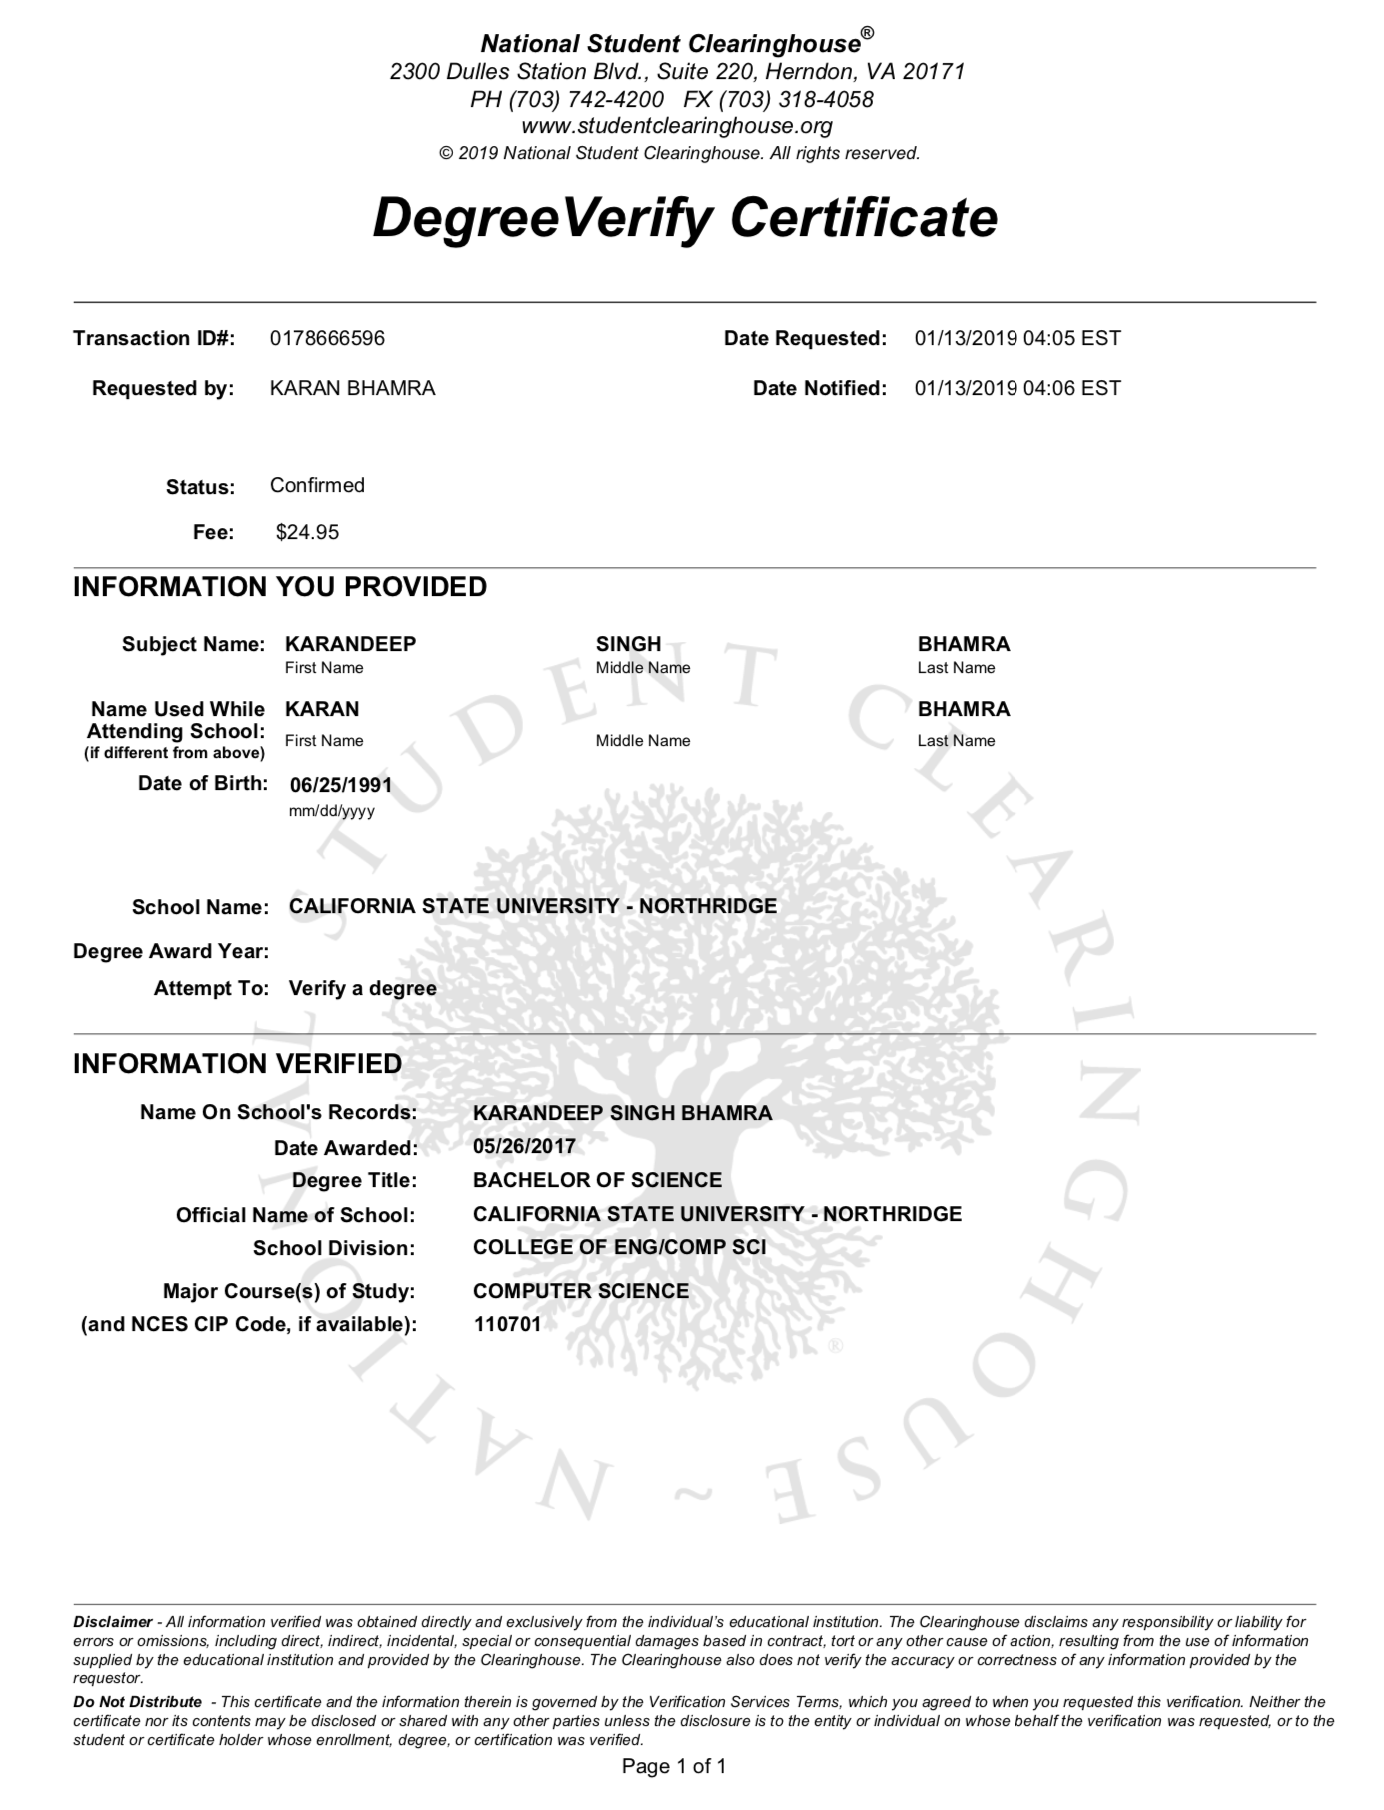 National Student Clearinghouse®
2300 Dulles Station Blvd., Suite 220, Herndon, VA 20171
PH (703) 742-4200 FX (703) 318-4058
www.studentclearinghouse.org
© 2019 National Student Clearinghouse. All rights reserved.
DegreeVerify Certificate
Transaction ID#: 0178666596 Date Requested: 01/13/2019 04:05 EST
Requested by: KARAN BHAMRA Date Notified: 01/13/2019 04:06 EST
Status: Confirmed
Fee: $24.95
INFORMATION YOU PROVIDED
Subject Name: KARANDEEP SINGH BHAMRA
First Name Middle Name Last Name
Name Used While KARAN BHAMRA
Attending School: First Name Middle Name Last Name
(if different from above)
Date of Birth: 06/25/1991
mm/dd/yyyy
School Name: CALIFORNIA STATE UNIVERSITY - NORTHRIDGE
Degree Award Year:
Attempt To: Verify a degree
INFORMATION VERIFIED
Name On School's Records: KARANDEEP SINGH BHAMRA
Date Awarded: 05/26/2017
Degree Title: BACHELOR OF SCIENCE
Official Name of School: CALIFORNIA STATE UNIVERSITY - NORTHRIDGE
School Division: COLLEGE OF ENG/COMP SCI
Major Course(s) of Study: COMPUTER SCIENCE
(and NCES CIP Code, if available): 110701
NATIONAL STUDENT CLEARINGHOUSE ~
®
Disclaimer - All information verified was obtained directly and exclusively from the individual's educational institution. The Clearinghouse disclaims any responsibility or liability for
errors or omissions, including direct, indirect, incidental, special or consequential damages based in contract, tort or any other cause of action, resulting from the use of information
supplied by the educational institution and provided by the Clearinghouse. The Clearinghouse also does not verify the accuracy or correctness of any information provided by the
requestor.
Do Not Distribute - This certificate and the information therein is governed by the Verification Services Terms, which you agreed to when you requested this verification. Neither the
certificate nor its contents may be disclosed or shared with any other parties unless the disclosure is to the entity or individual on whose behalf the verification was requested, or to the
student or certificate holder whose enrollment, degree, or certification was verified.
Page 1 of 1